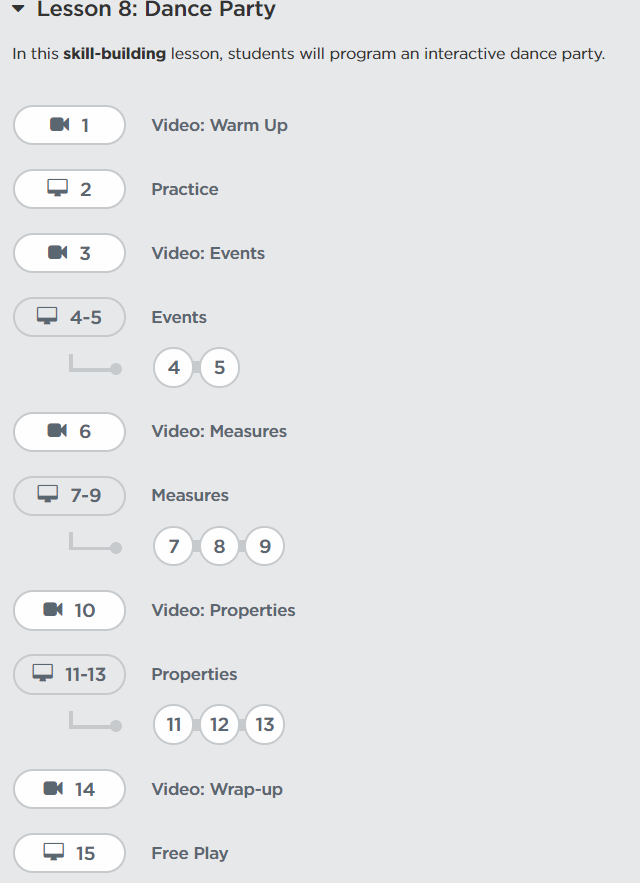 Lesson 8: Dance Party
In this skill-building lesson, students will program an interactive dance party.
1 Video: Warm Up
2 Practice
3 Video: Events
4-5 Events
4 5
6 Video: Measures
7-9 Measures
7 8 9
10 Video: Properties
11-13 Properties
11 12 13
14 Video: Wrap-up
15 Free Play